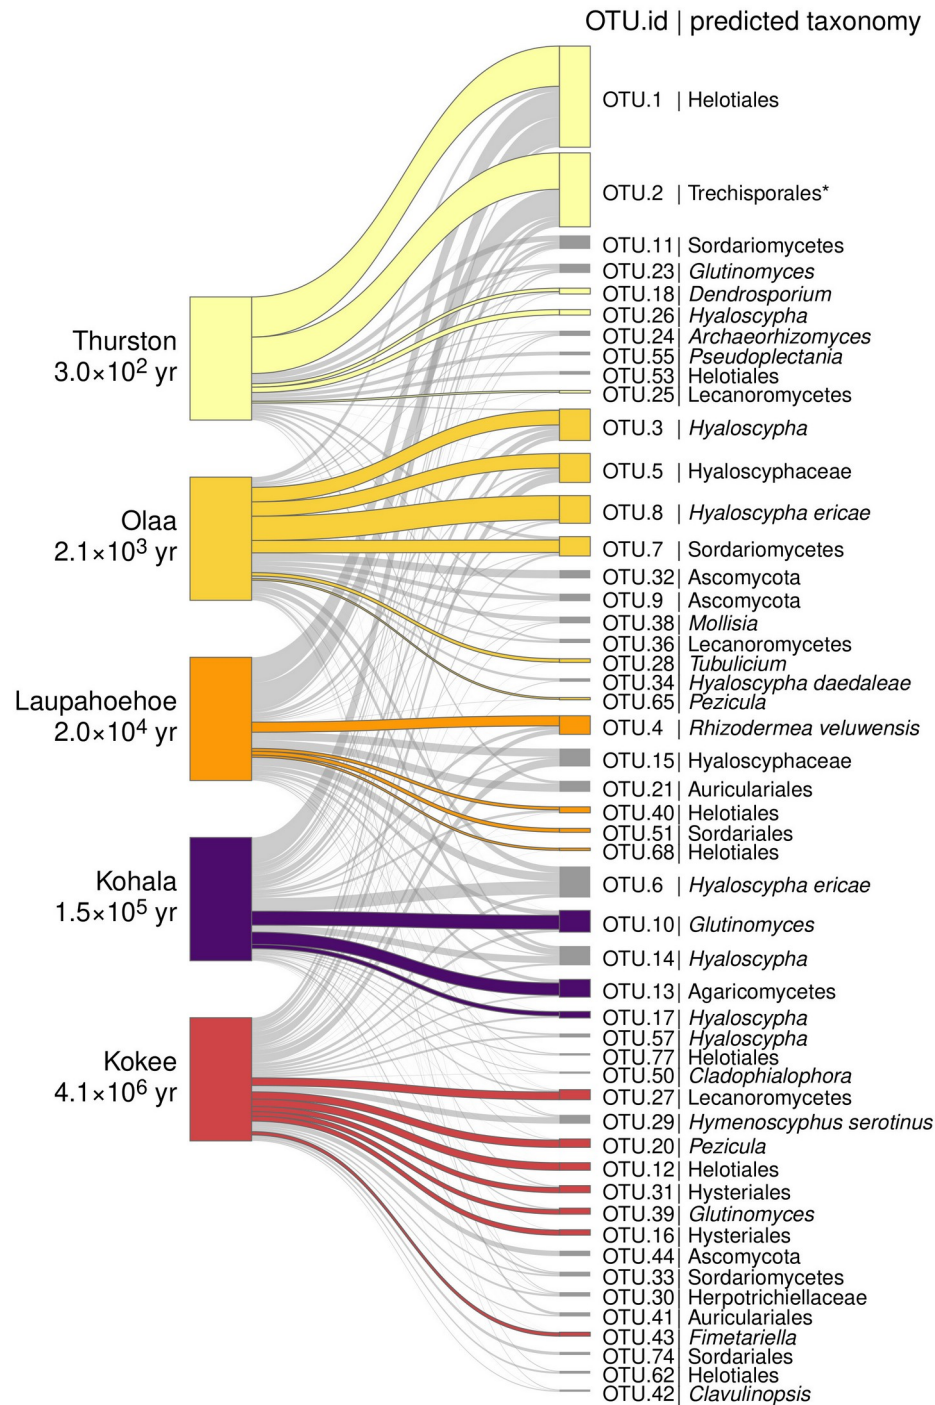 OTU.id | predicted taxonomy
OTU.1 | Helotiales
OTU.2 | Trechisporales*
OTU.11| Sordariomycetes
OTU.23| Glutinomyces
OTU.18| Dendrosporium
OTU.26| Hyaloscypha
OTU.24| Archaeorhizomyces
OTU.55| Pseudoplectania
OTU.53| Helotiales
OTU.25| Lecanoromycetes
OTU.3 | Hyaloscypha
OTU.5 | Hyaloscyphaceae
OTU.8 | Hyaloscypha ericae
OTU.7 | Sordariomycetes
OTU.32| Ascomycota
OTU.9 | Ascomycota
OTU.38| Mollisia
OTU.36| Lecanoromycetes
OTU.28| Tubulicium
OTU.34| Hyaloscypha daedaleae
OTU.65| Pezicula
OTU.4 | Rhizodermea veluwensis
OTU.15| Hyaloscyphaceae
OTU.21| Auriculariales
OTU.40| Helotiales
OTU.51| Sordariales
OTU.68| Helotiales
OTU.6 | Hyaloscypha ericae
OTU.10| Glutinomyces
OTU.14| Hyaloscypha
OTU.13| Agaricomycetes
OTU.17| Hyaloscypha
OTU.57| Hyaloscypha
OTU.77| Helotiales
OTU.50| Cladophialophora
OTU.27| Lecanoromycetes
OTU.29| Hymenoscyphus serotinus
OTU.20| Pezicula
OTU.12| Helotiales
OTU.31| Hysteriales
OTU.39| Glutinomyces
OTU.16| Hysteriales
OTU.44| Ascomycota
OTU.33| Sordariomycetes
OTU.30| Herpotrichiellaceae
OTU.41| Auriculariales
OTU.43| Fimetariella
OTU.74| Sordariales
OTU.62| Helotiales
OTU.42| Clavulinopsis
Thurston
3.0×10² yr
Olaa
2.1×10³ yr
Laupahoehoe
2.0×10⁴ yr
Kohala
1.5×10⁵ yr
Kokee
4.1×10⁶ yr